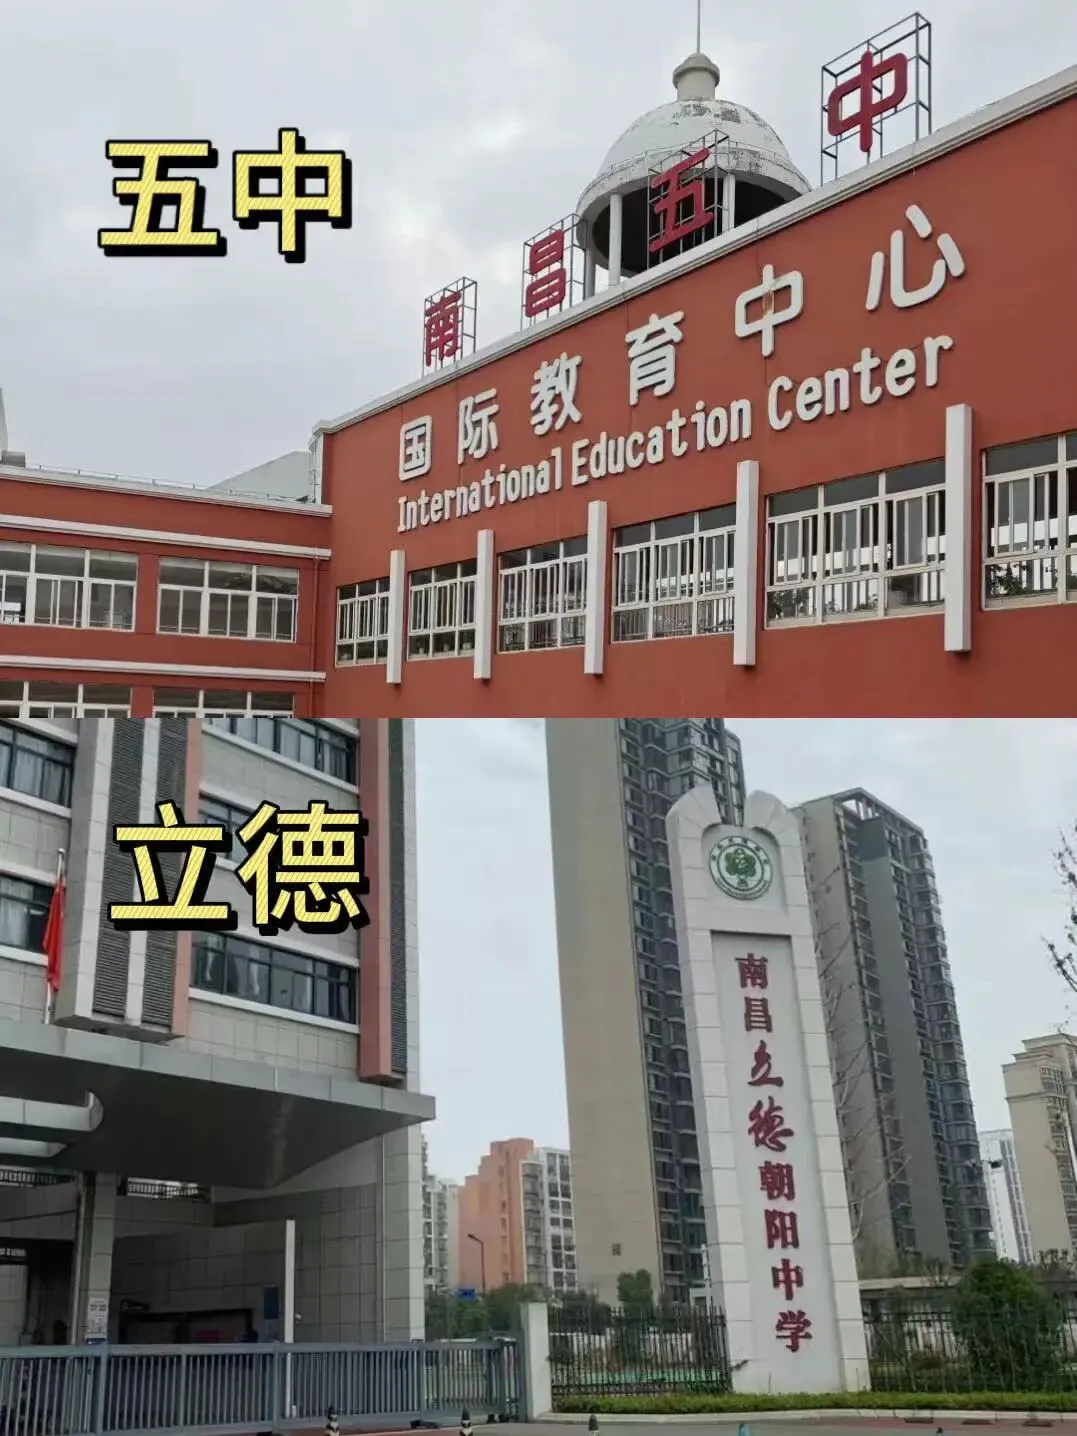 五中
南昌五中
国际教育中心
International Education Center
立德
南昌立德朝阳中学